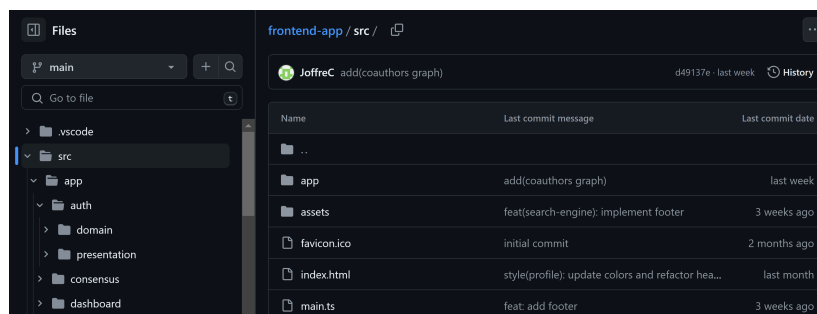 Files
main
Go to file
t
.vscode
src
app
auth
domain
presentation
consensus
dashboard
frontend-app / src /
JoffreC add(coauthors graph) d49137e · last week History
Name Last commit message Last commit date
..
app add(coauthors graph) last week
assets feat(search-engine): implement footer 3 weeks ago
favicon.ico initial commit 2 months ago
index.html style(profile): update colors and refactor hea... last month
main.ts feat: add footer 3 weeks ago